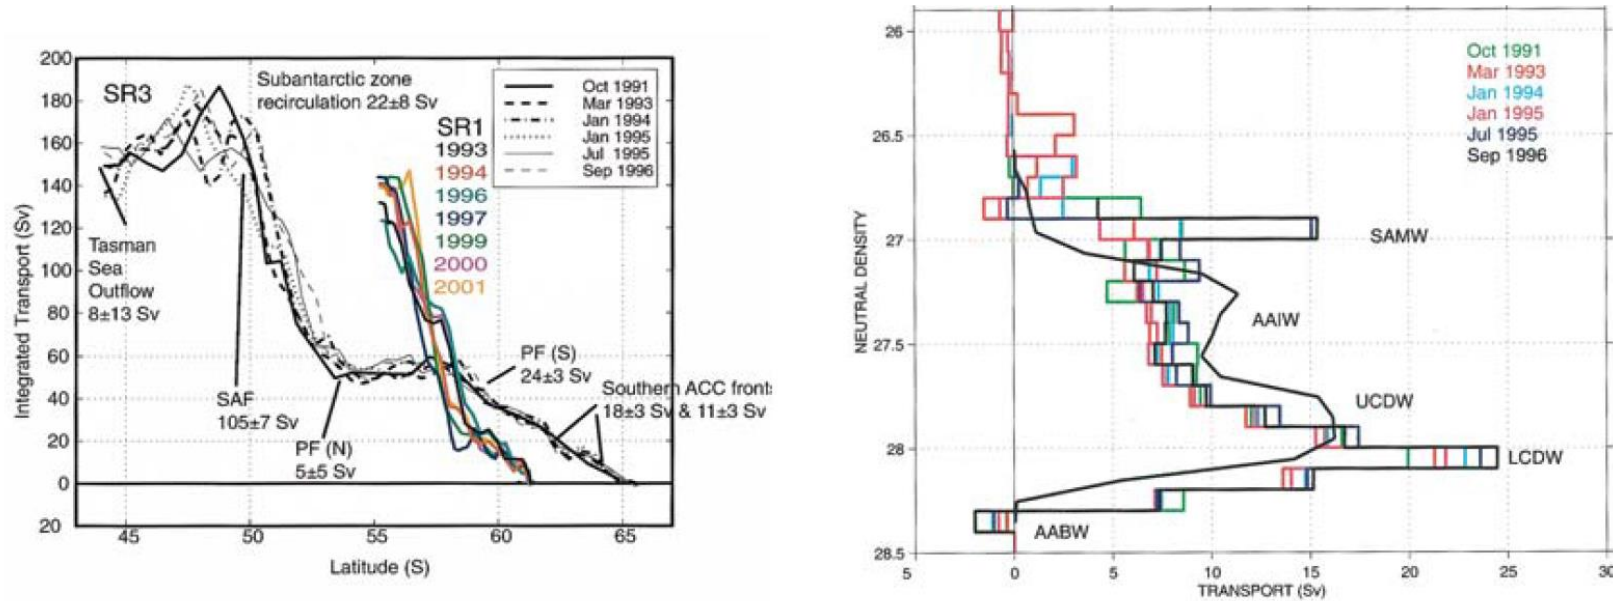 200
180
160
140
120
100
80
60
40
20
0
20
Integrated Transport (Sv)
SR3
Subantarctic zone
recirculation 22±8 Sv
Oct 1991
Mar 1993
Jan 1994
Jan 1995
Jul 1995
Sep 1996
SR1
1993
1994
1996
1997
1999
2000
2001
Tasman
Sea
Outflow
8±13 Sv
SAF
105±7 Sv
PF (N)
5±5 Sv
PF (S)
24±3 Sv
Southern ACC front
18±3 Sv & 11±3 Sv
45
50
55
60
65
Latitude (S)
26
26.5
27
27.5
28
28.5
NEUTRAL DENSITY
Oct 1991
Mar 1993
Jan 1994
Jan 1995
Jul 1995
Sep 1996
SAMW
AAIW
UCDW
LCDW
AABW
5
0
5
10
15
20
25
30
TRANSPORT (Sv)